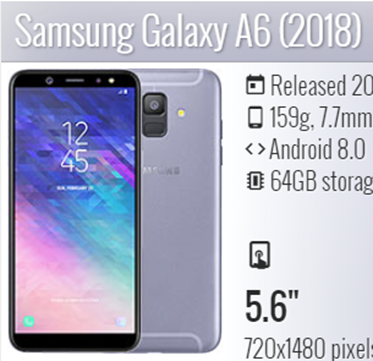 Samsung Galaxy A6 (2018)
Released 20
159g, 7.7mm
Android 8.0
64GB storag
12
45
SAMSUNG
5.6"
720x1480 pixels